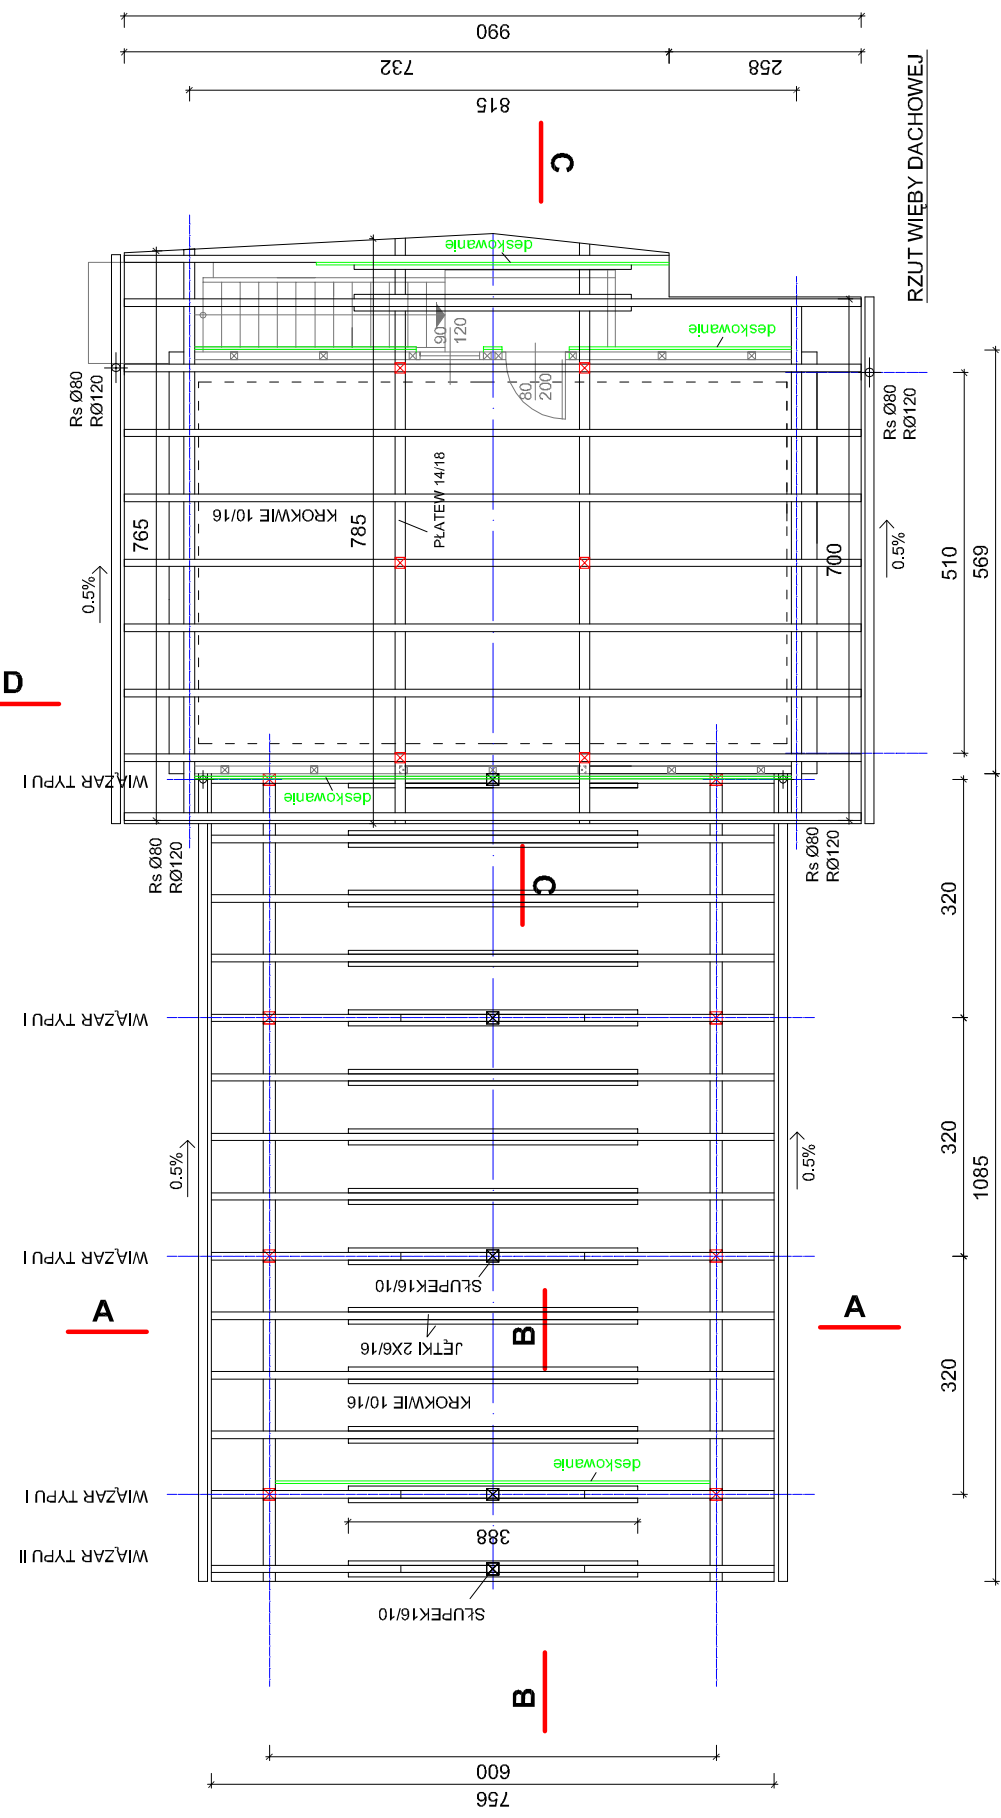 990
732
258
815
C
RZUT WIĘBY DACHOWEJ
deskowanie
deskowanie
90
120
80
200
Rs Ø80
RØ120
Rs Ø80
RØ120
KROKWIE 10/16
PŁATEW 14/18
765
785
700
0.5%
0.5%
510
569
D
WIĄZAR TYPU I
deskowanie
Rs Ø80
RØ120
Rs Ø80
RØ120
C
320
WIĄZAR TYPU I
0.5%
0.5%
320
1085
WIĄZAR TYPU I
SŁUPEK16/10
A
A
B
JĘTKI 2X6/16
320
KROKWIE 10/16
deskowanie
WIĄZAR TYPU I
388
WIĄZAR TYPU II
SŁUPEK16/10
B
600
756